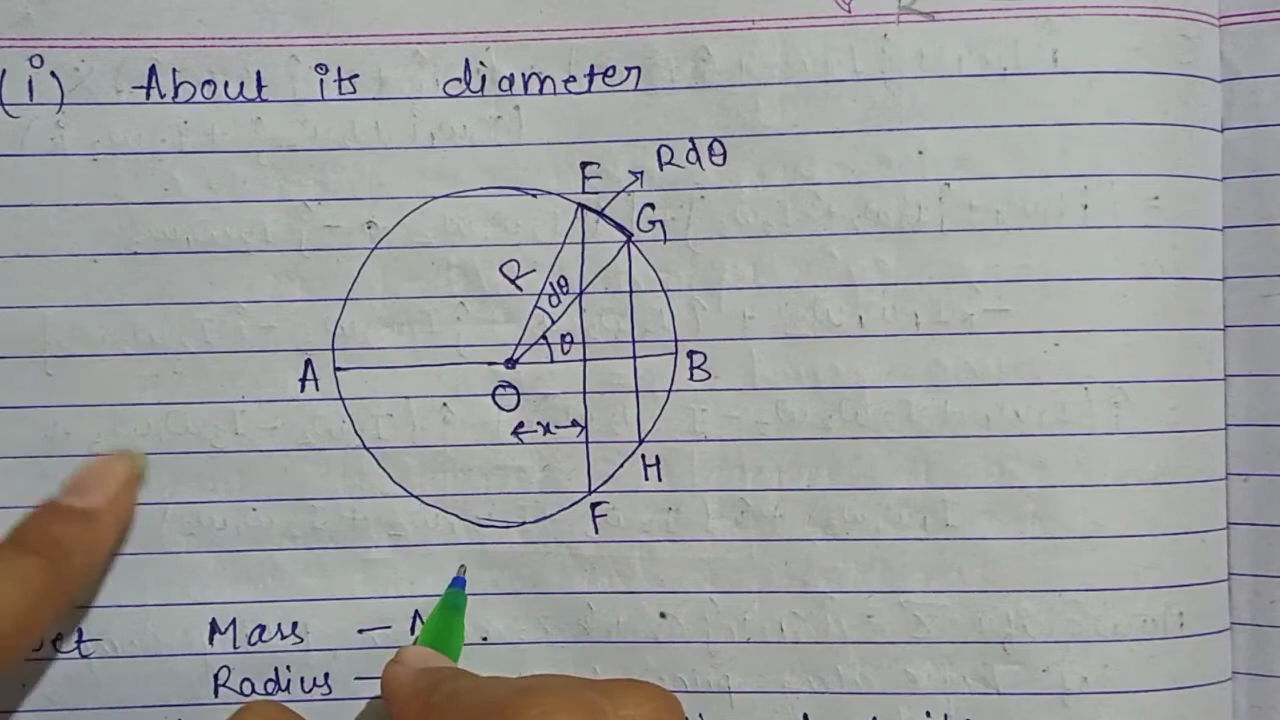 (i) About its diameter
E Rdθ
G
R dθ
θ
A B
O
x
H
F
Mass –
Radius –